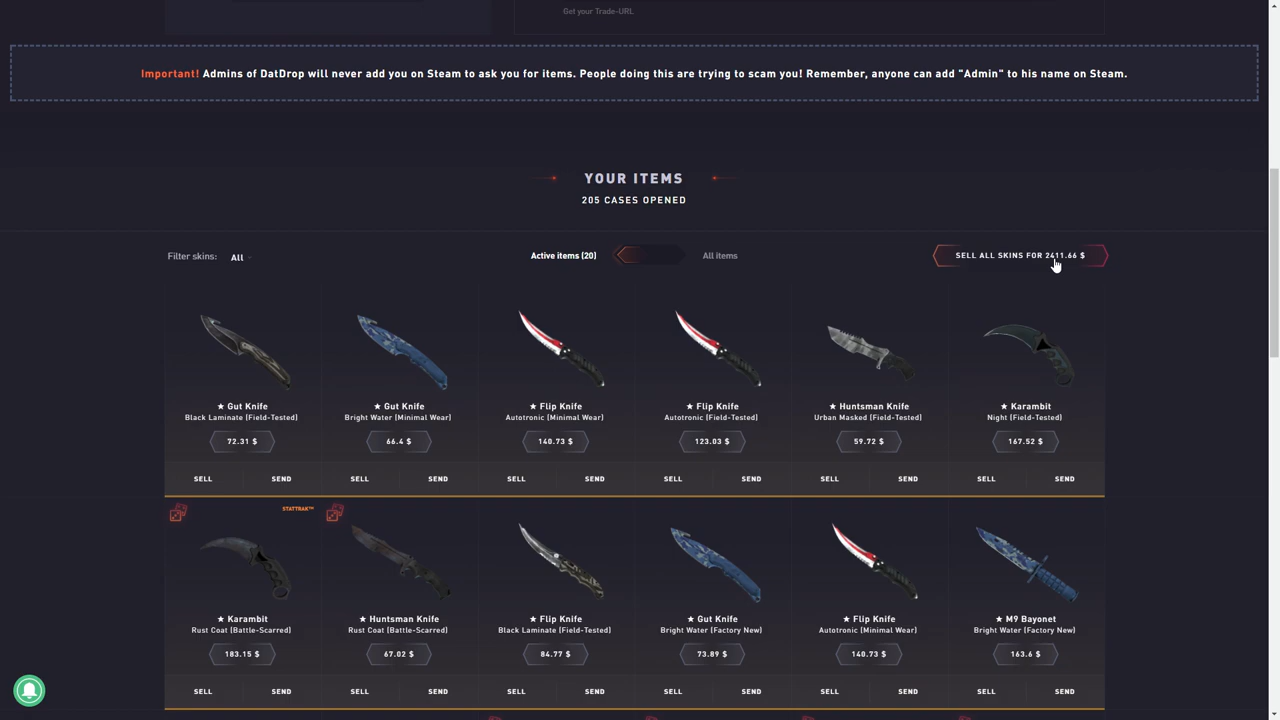 Get your Trade-URL
Important! Admins of DatDrop will never add you on Steam to ask you for items. People doing this are trying to scam you! Remember, anyone can add "Admin" to his name on Steam.
YOUR ITEMS
205 CASES OPENED
Filter skins: All
Active items (20)
All items
SELL ALL SKINS FOR 2411.66 $
★ Gut Knife
Black Laminate (Field-Tested)
72.31 $
SELL SEND
★ Gut Knife
Bright Water (Minimal Wear)
66.4 $
SELL SEND
★ Flip Knife
Autotronic (Minimal Wear)
140.73 $
SELL SEND
★ Flip Knife
Autotronic (Field-Tested)
123.03 $
SELL SEND
★ Huntsman Knife
Urban Masked (Field-Tested)
59.72 $
SELL SEND
★ Karambit
Night (Field-Tested)
167.52 $
SELL SEND
STATTRAK™
★ Karambit
Rust Coat (Battle-Scarred)
183.15 $
SELL SEND
★ Huntsman Knife
Rust Coat (Battle-Scarred)
67.02 $
SELL SEND
★ Flip Knife
Black Laminate (Field-Tested)
84.77 $
SELL SEND
★ Gut Knife
Bright Water (Factory New)
73.89 $
SELL SEND
★ Flip Knife
Autotronic (Minimal Wear)
140.73 $
SELL SEND
★ M9 Bayonet
Bright Water (Factory New)
163.6 $
SELL SEND